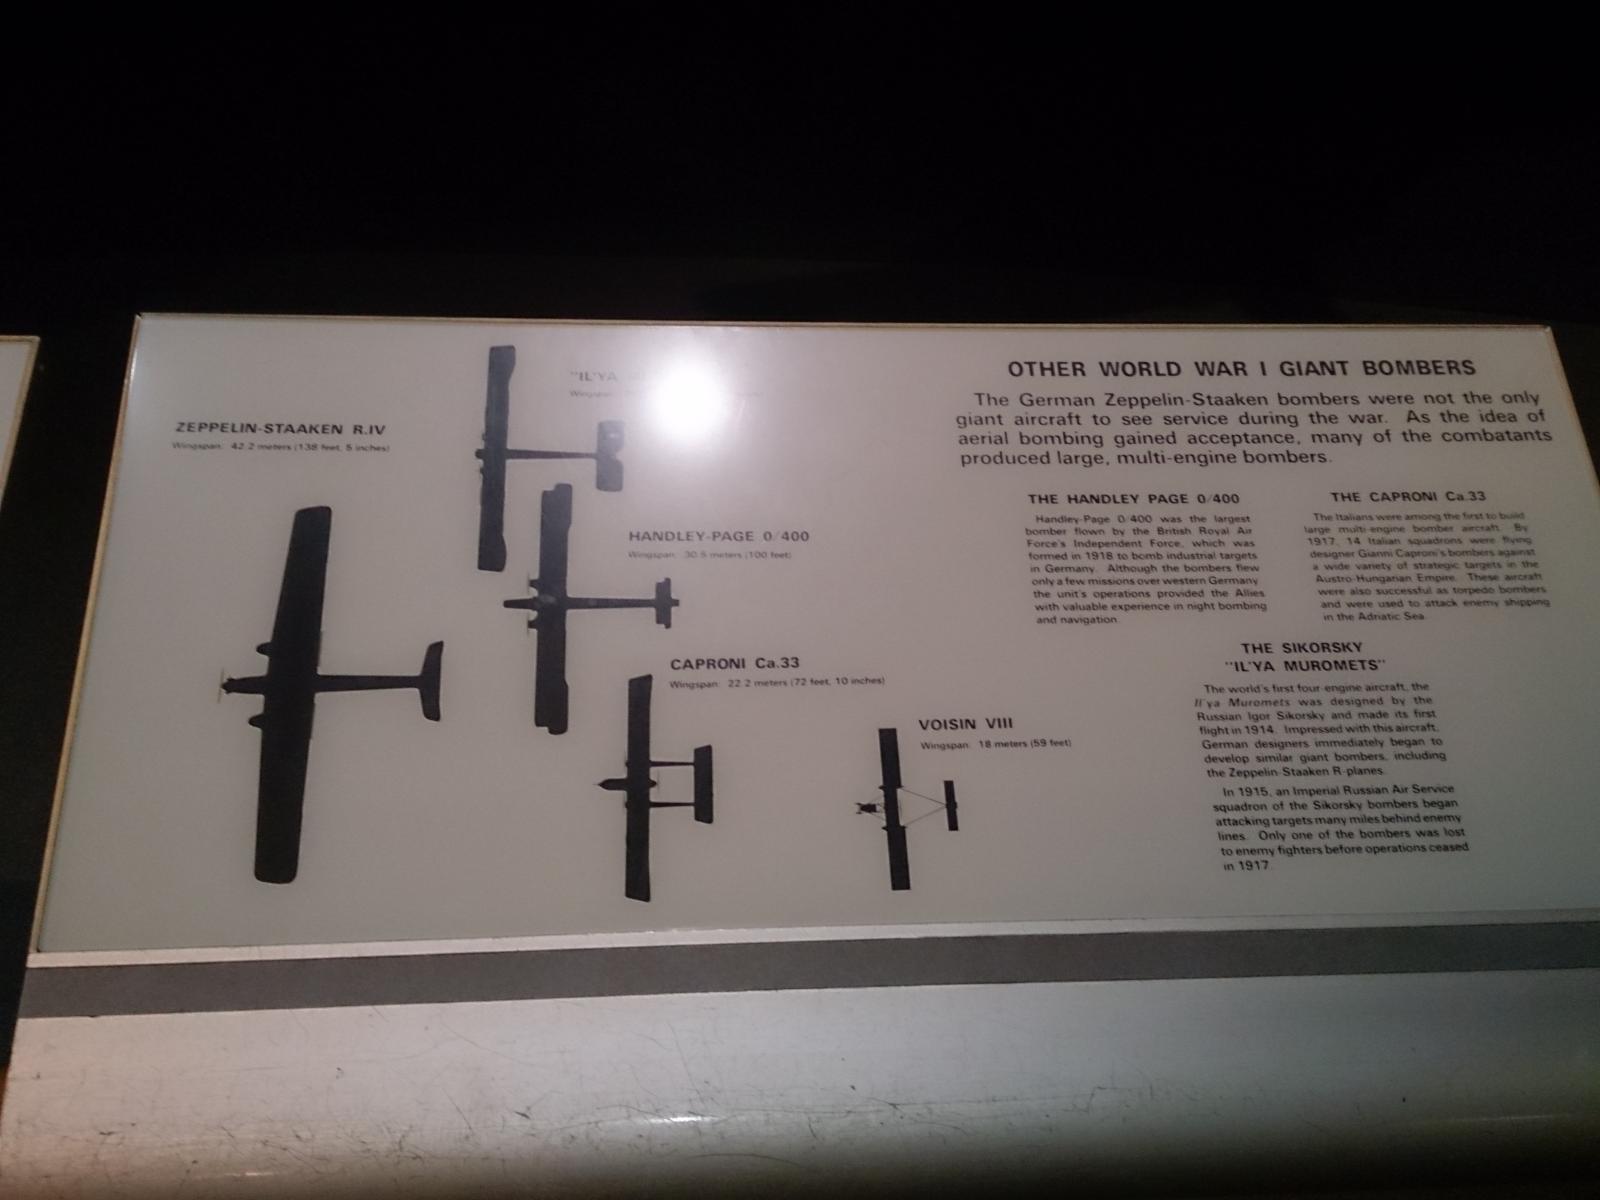 "IL'YA
Wingspan:
ZEPPELIN-STAAKEN R.IV
Wingspan: 42.2 meters (138 feet, 5 inches)
HANDLEY-PAGE 0/400
Wingspan: 30.5 meters (100 feet)
CAPRONI Ca.33
Wingspan: 22.2 meters (72 feet, 10 inches)
VOISIN VIII
Wingspan: 18 meters (59 feet)
OTHER WORLD WAR I GIANT BOMBERS
The German Zeppelin-Staaken bombers were not the only
giant aircraft to see service during the war. As the idea of
aerial bombing gained acceptance, many of the combatants
produced large, multi-engine bombers.
THE HANDLEY PAGE 0/400
Handley-Page 0/400 was the largest
bomber flown by the British Royal Air
Force's Independent Force, which was
formed in 1918 to bomb industrial targets
in Germany. Although the bombers flew
only a few missions over western Germany
the unit's operations provided the Allies
with valuable experience in night bombing
and navigation.
THE CAPRONI Ca.33
The Italians were among the first to build
large multi-engine bomber aircraft. By
1917, 14 Italian squadrons were flying
designer Gianni Caproni's bombers against
a wide variety of strategic targets in the
Austro-Hungarian Empire. These aircraft
were also successful as torpedo bombers
and were used to attack enemy shipping
in the Adriatic Sea.
THE SIKORSKY
"IL'YA MUROMETS"
The world's first four-engine aircraft, the
Il'ya Muromets was designed by the
Russian Igor Sikorsky and made its first
flight in 1914. Impressed with this aircraft,
German designers immediately began to
develop similar giant bombers, including
the Zeppelin-Staaken R-planes.
In 1915, an Imperial Russian Air Service
squadron of the Sikorsky bombers began
attacking targets many miles behind enemy
lines. Only one of the bombers was lost
to enemy fighters before operations ceased
in 1917.